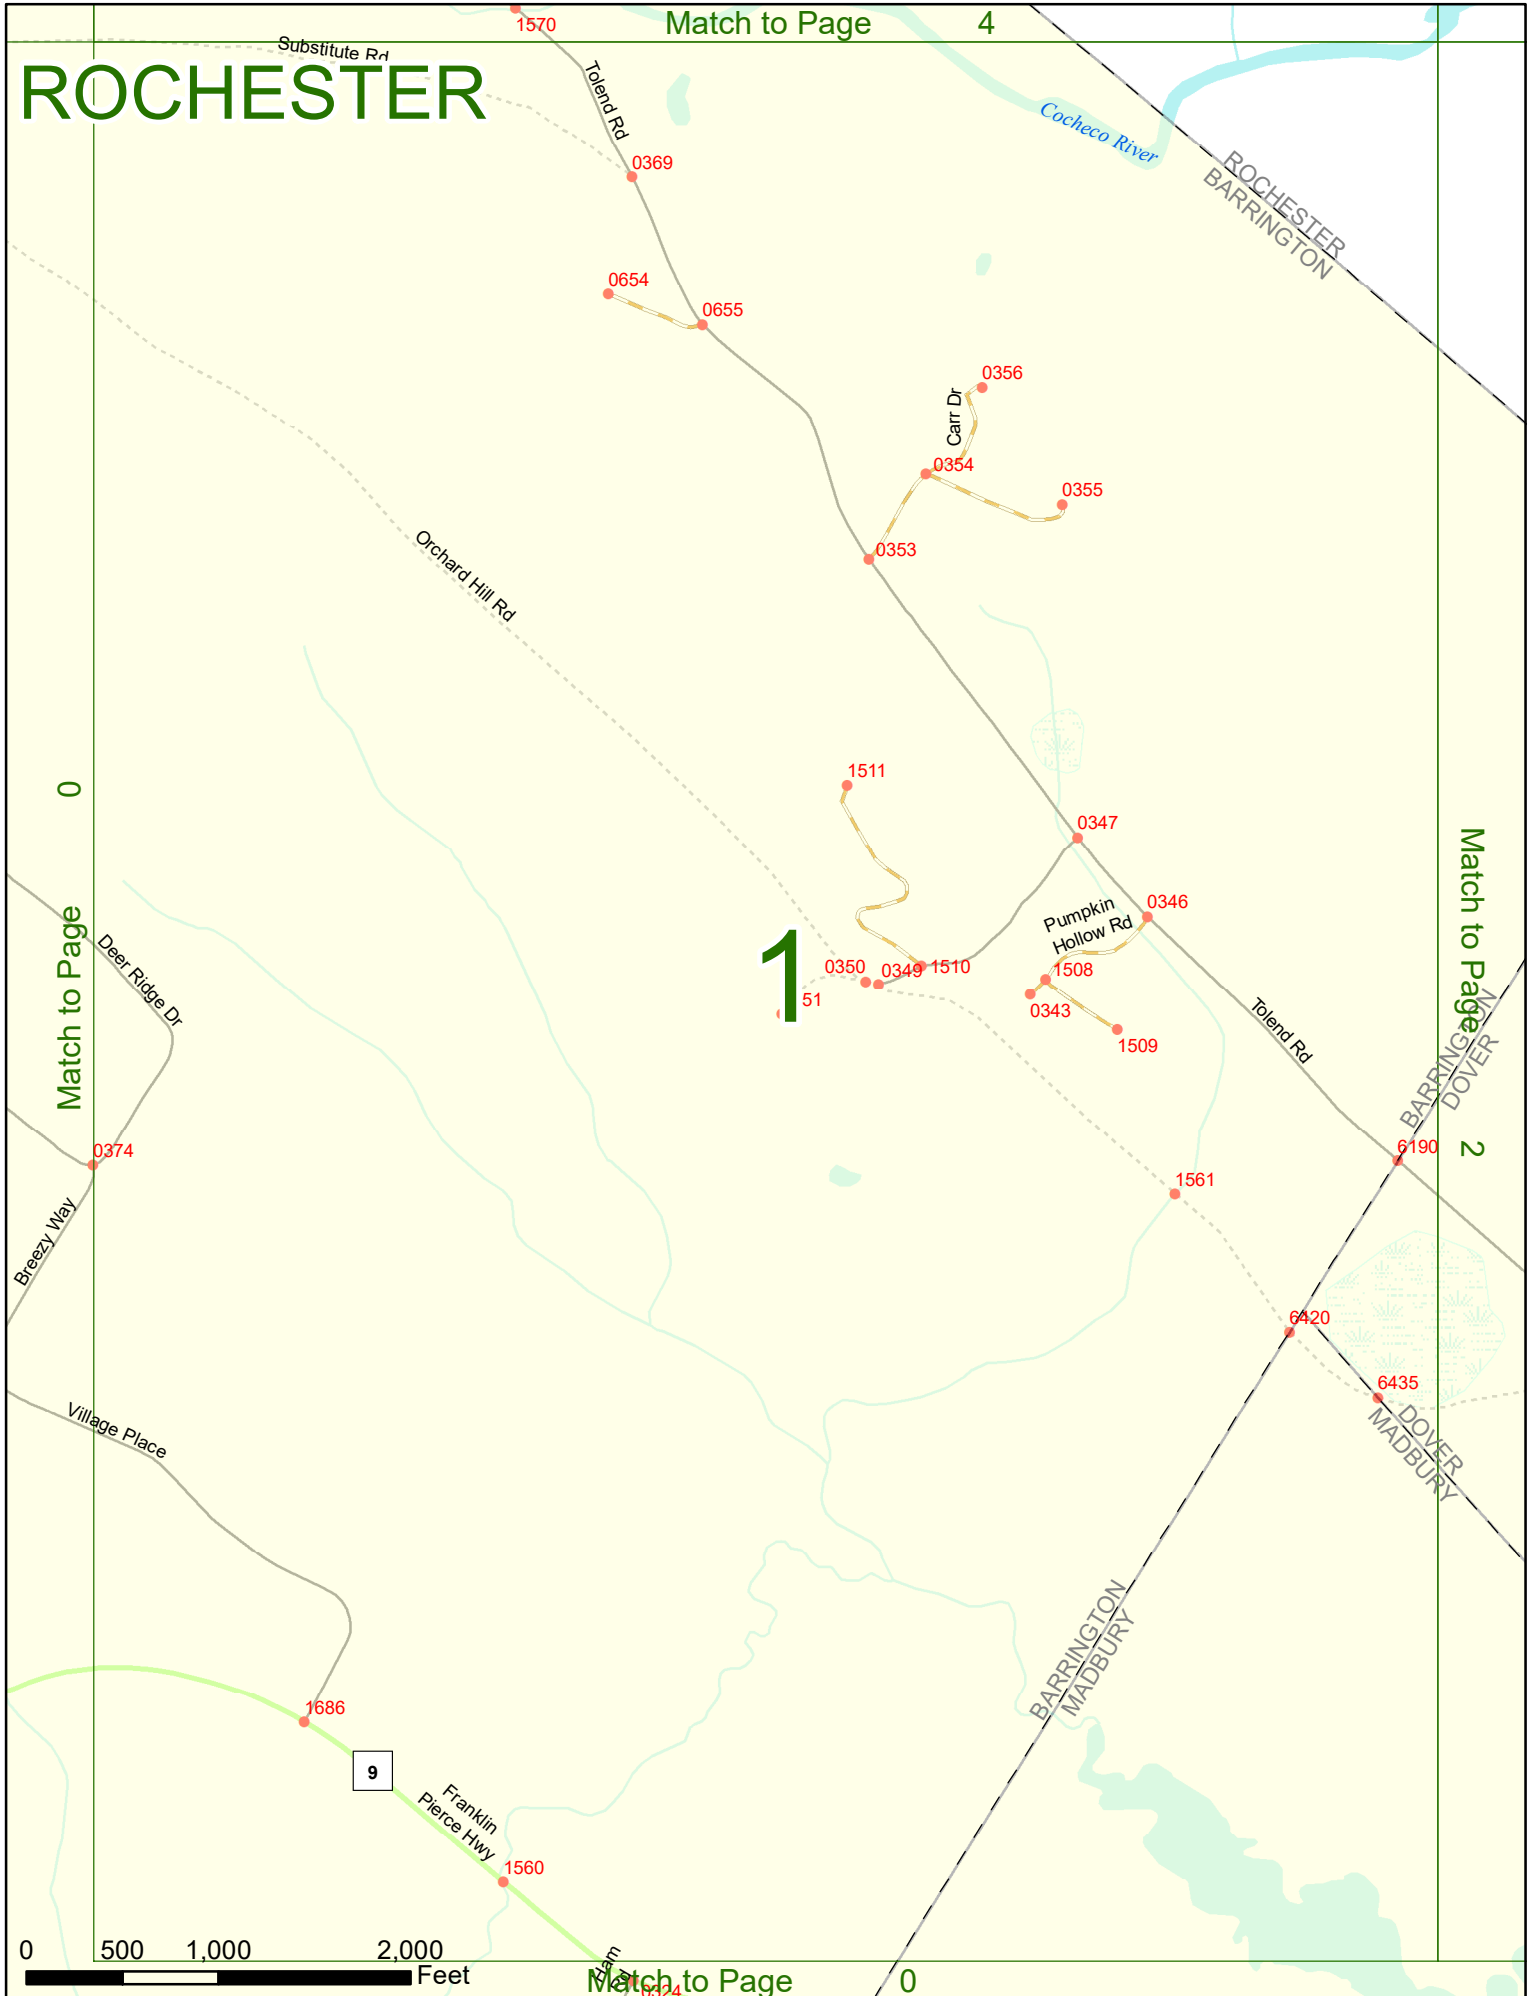 Match to Page 4
1570
Substitute Rd
ROCHESTER
Tolend Rd
Cocheco River
0369
ROCHESTER
BARRINGTON
0654
0655
0356
Carr Dr
0354
0355
0353
Orchard Hill Rd
1511
0347
Match to Page 0
Match to Page 2
0346
Pumpkin
Hollow Rd
Deer Ridge Dr
1
0350
0349
1510
1508
51
0343
1509
Tolend Rd
BARRINGTON
DOVER
0374
6190
1561
Breezy Way
6420
6435
DOVER
MADBURY
Village Place
BARRINGTON
MADBURY
1686
9
Franklin
Pierce Hwy
1560
0 500 1,000 2,000
Feet
Ham
Rd
0324
Match to Page 0